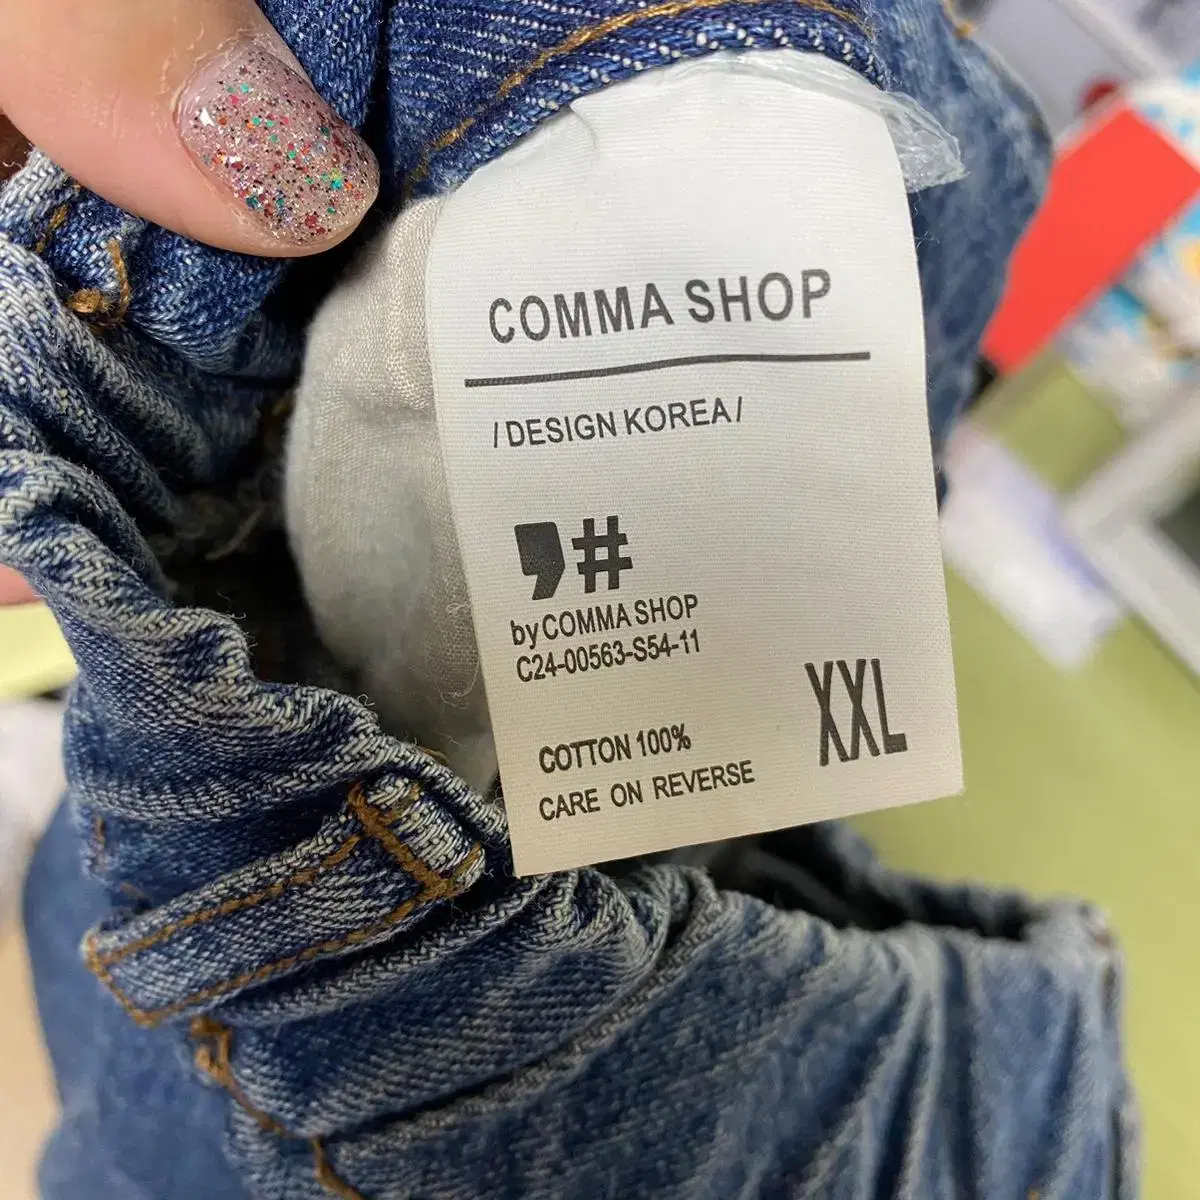 COMMA SHOP
/DESIGN KOREA/
,#
by COMMA SHOP
C24-00563-S54-11
XXL
COTTON 100%
CARE ON REVERSE